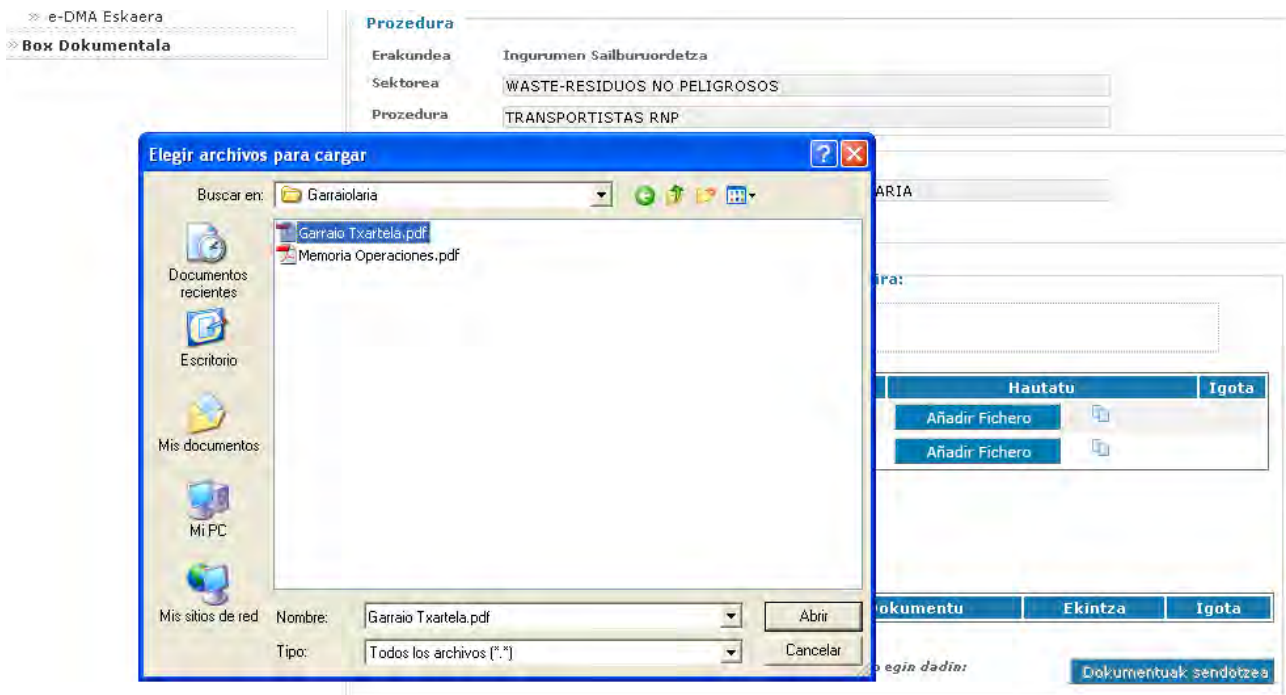 e-DMA Eskaera
Box Dokumentala
Prozedura
Erakundea Ingurumen Sailburuordetza
Sektorea WASTE-RESIDUOS NO PELIGROSOS
Prozedura TRANSPORTISTAS RNP
Elegir archivos para cargar
Buscar en: Garraiolaria
Garraio Txartela.pdf
Memoria Operaciones.pdf
Documentos
recientes
Escritorio
Mis documentos
Mi PC
Mis sitios de red
Nombre: Garraio Txartela.pdf Abrir
Tipo: Todos los archivos (*.*) Cancelar
ARIA
ira:
Hautatu Igota
Añadir Fichero
Añadir Fichero
okumentu Ekintza Igota
o egin dadin: Dokumentuak sendotzea